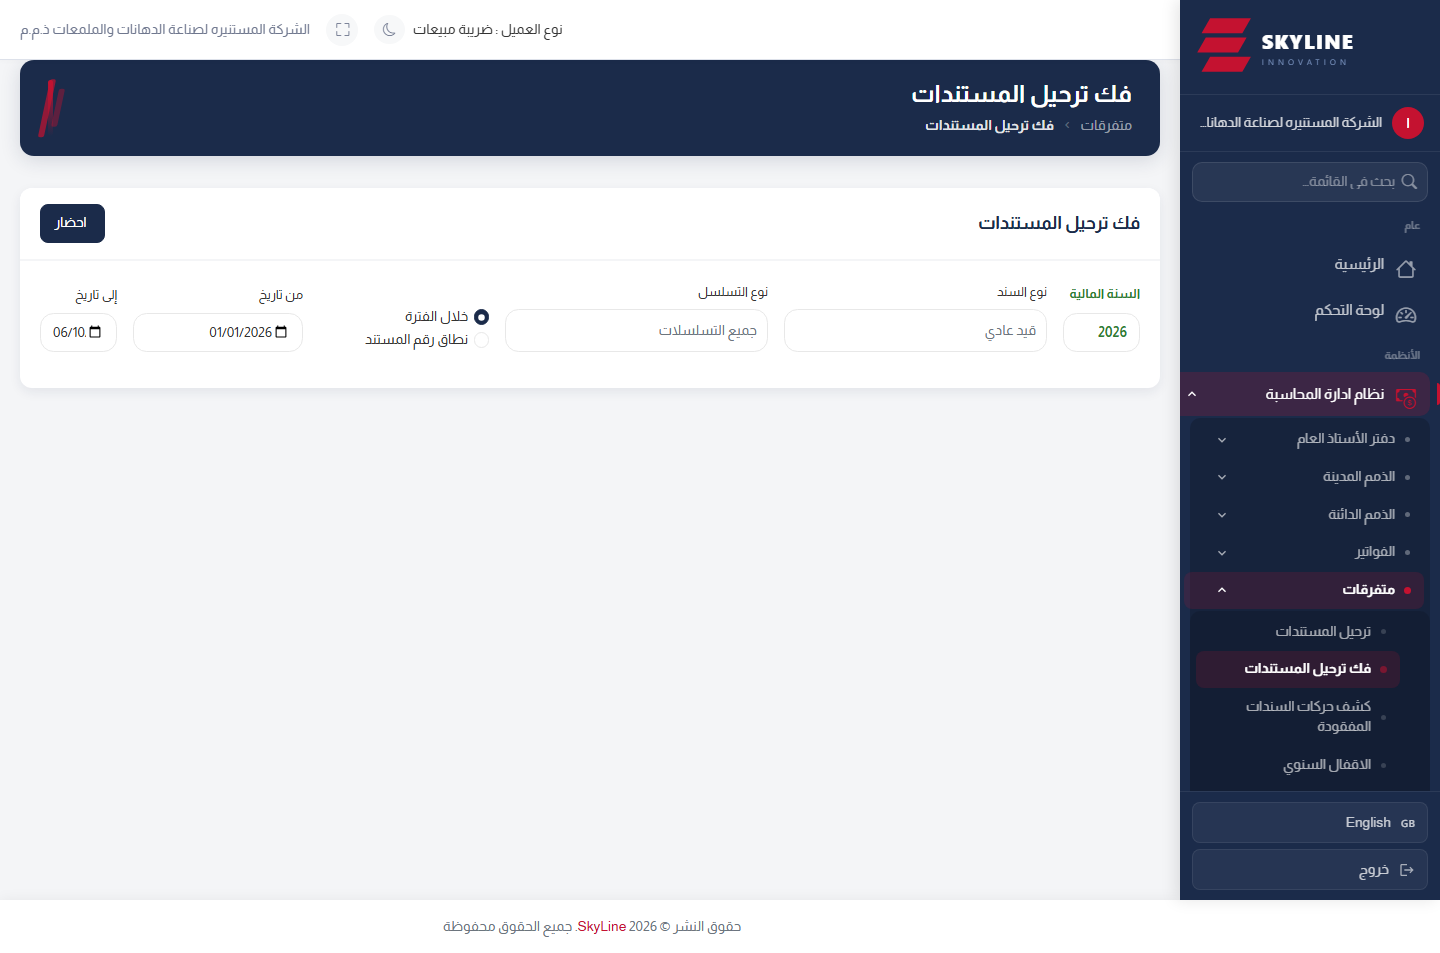 SKYLINE
INNOVATION
ا
الشركة المستنيره لصناعة الدهانا...
بحث في القائمة...
عام
الرئيسية
لوحة التحكم
الأنظمة
نظام ادارة المحاسبة
دفتر الأستاذ العام
الذمم المدينة
الذمم الدائنة
الفواتير
متفرقات
ترحيل المستندات
فك ترحيل المستندات
كشف حركات السندات
المفقودة
الاقفال السنوي
GB English
خروج
نوع العميل : ضريبة مبيعات
الشركة المستنيره لصناعة الدهانات والملمعات ذ.م.م
فك ترحيل المستندات
متفرقات › فك ترحيل المستندات
فك ترحيل المستندات
احضار
السنة المالية
2026
نوع السند
قيد عادي
نوع التسلسل
جميع التسلسلات
خلال الفترة
نطاق رقم المستند
من تاريخ
01/01/2026
إلى تاريخ
06/10
حقوق النشر © 2026 SkyLine. جميع الحقوق محفوظة